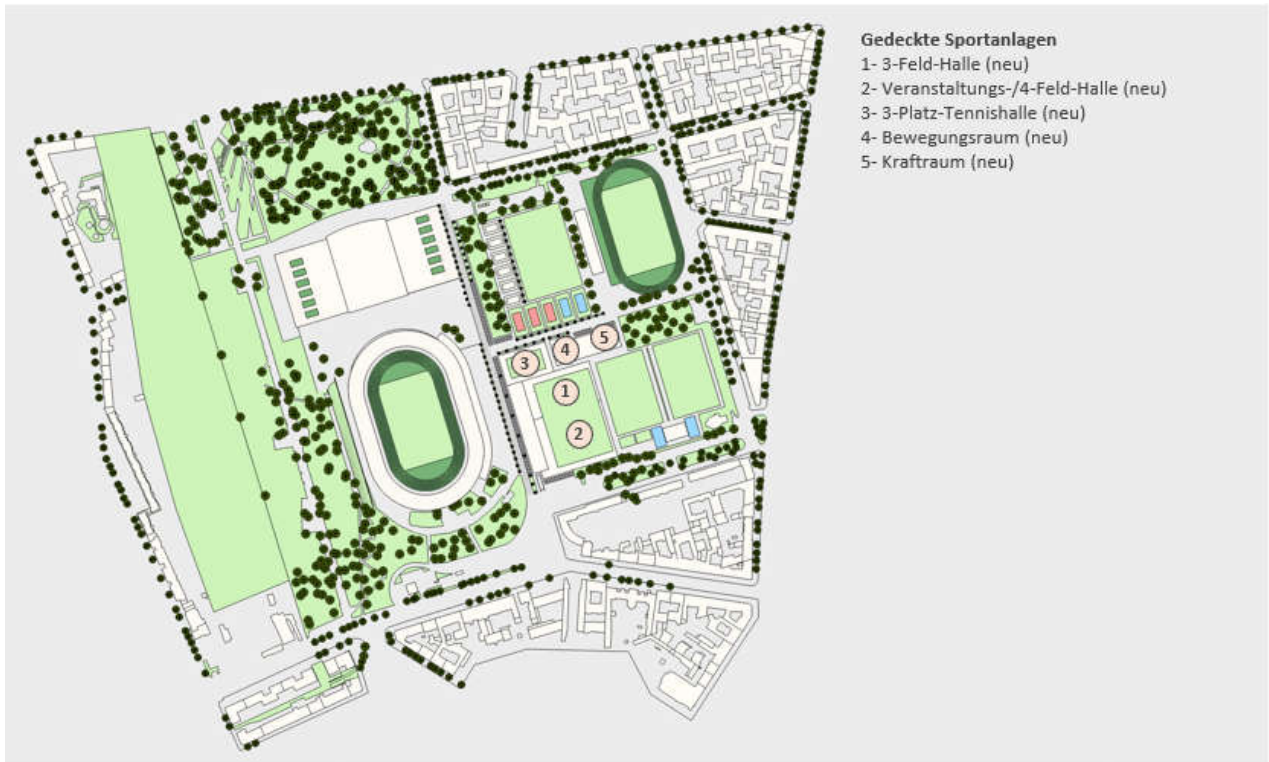 Gedeckte Sportanlagen
1- 3-Feld-Halle (neu)
2- Veranstaltungs-/4-Feld-Halle (neu)
3- 3-Platz-Tennishalle (neu)
4- Bewegungsraum (neu)
5- Kraftraum (neu)
5
4
3
1
2